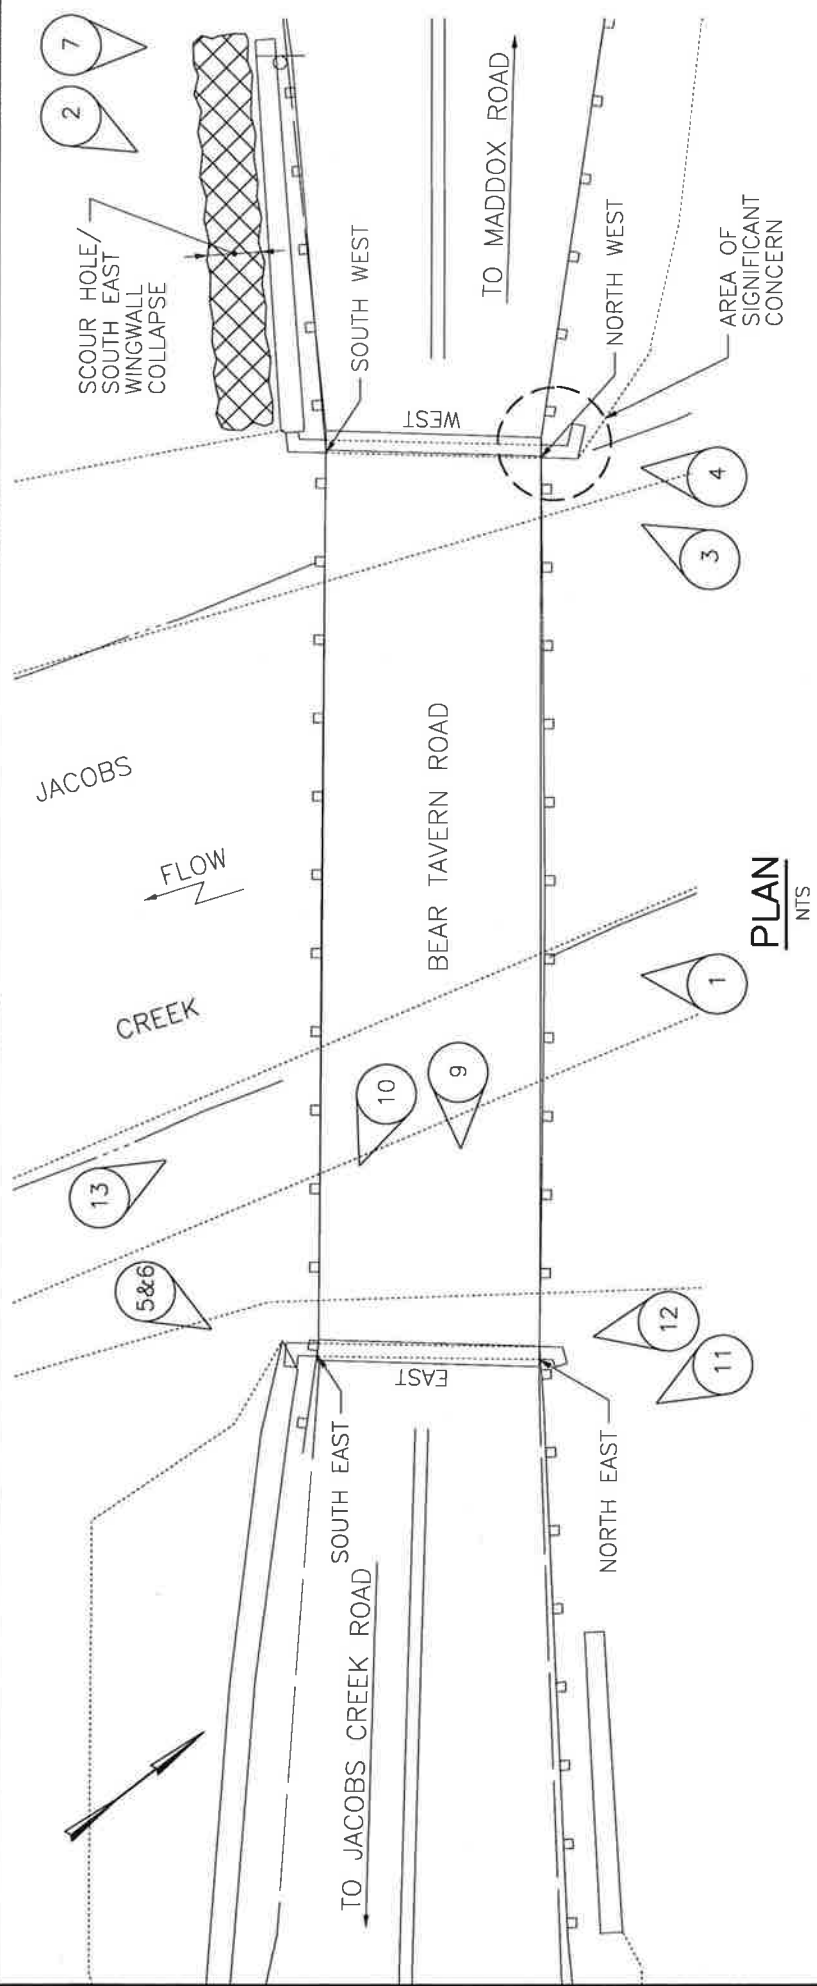 7
2
SCOUR HOLE/
SOUTH EAST
WINGWALL
COLLAPSE
SOUTH WEST
TO MADDOX ROAD
NORTH WEST
AREA OF
SIGNIFICANT
CONCERN
WEST
4
3
JACOBS
FLOW
CREEK
BEAR TAVERN ROAD
PLAN
NTS
1
10
9
13
5&6
12
11
EAST
SOUTH EAST
NORTH EAST
TO JACOBS CREEK ROAD